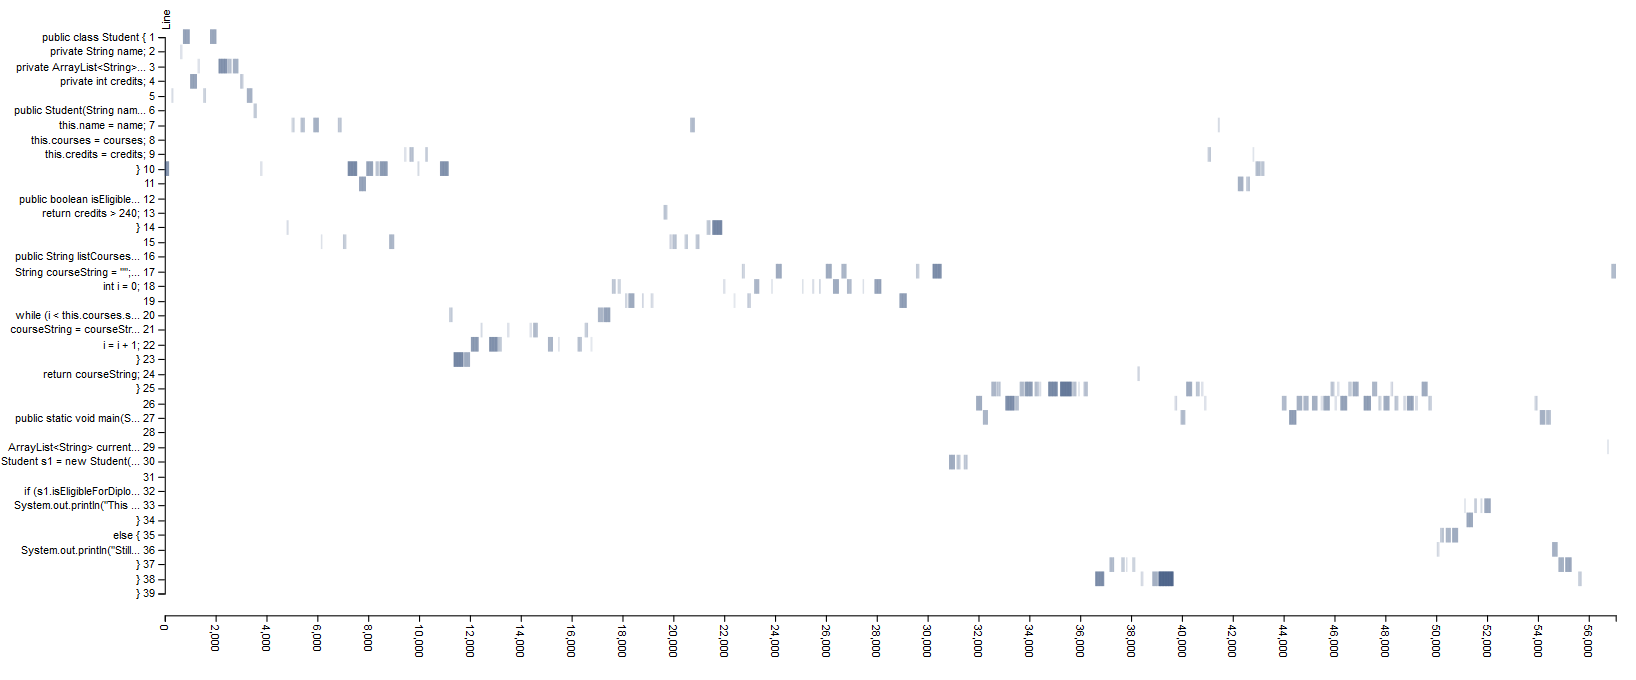 Line
public class Student { 1
private String name; 2
private ArrayList<String>... 3
private int credits; 4
5
public Student(String nam... 6
this.name = name; 7
this.courses = courses; 8
this.credits = credits; 9
} 10
11
public boolean isEligible... 12
return credits > 240; 13
} 14
15
public String listCourses... 16
String courseString = "";... 17
int i = 0; 18
19
while (i < this.courses.s... 20
courseString = courseStr... 21
i = i + 1; 22
} 23
return courseString; 24
} 25
26
public static void main(S... 27
28
ArrayList<String> current... 29
Student s1 = new Student(... 30
31
if (s1.isEligibleForDiplo... 32
System.out.println("This ... 33
} 34
else { 35
System.out.println("Still... 36
} 37
} 38
} 39
0 2,000 4,000 6,000 8,000 10,000 12,000 14,000 16,000 18,000 20,000 22,000 24,000 26,000 28,000 30,000 32,000 34,000 36,000 38,000 40,000 42,000 44,000 46,000 48,000 50,000 52,000 54,000 56,000